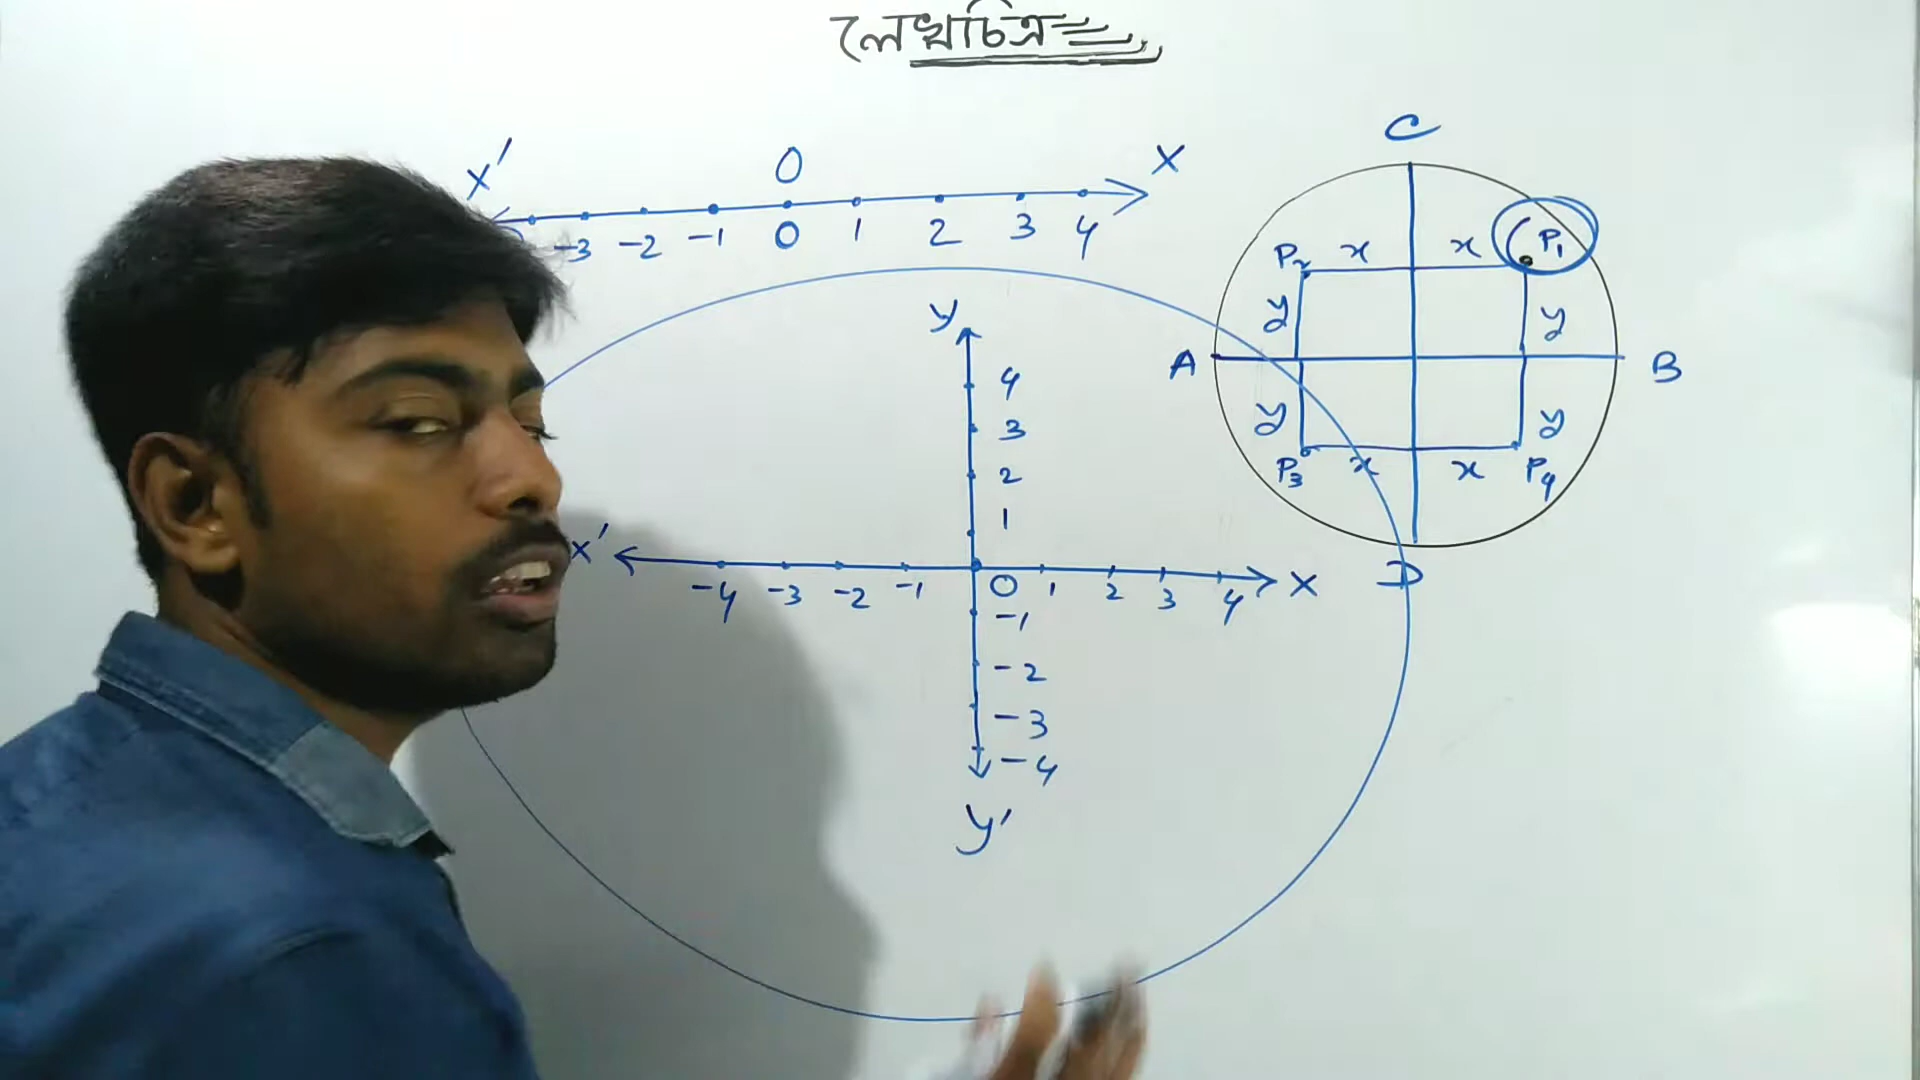 লেখচিত্র
X' O X
-3 -2 -1 0 1 2 3 4
C
P2 x x P1
y y
A B
y y
P3 x x P4
D
y
4
3
2
1
X' -4 -3 -2 -1 O 1 2 3 4 X
-1
-2
-3
-4
y'